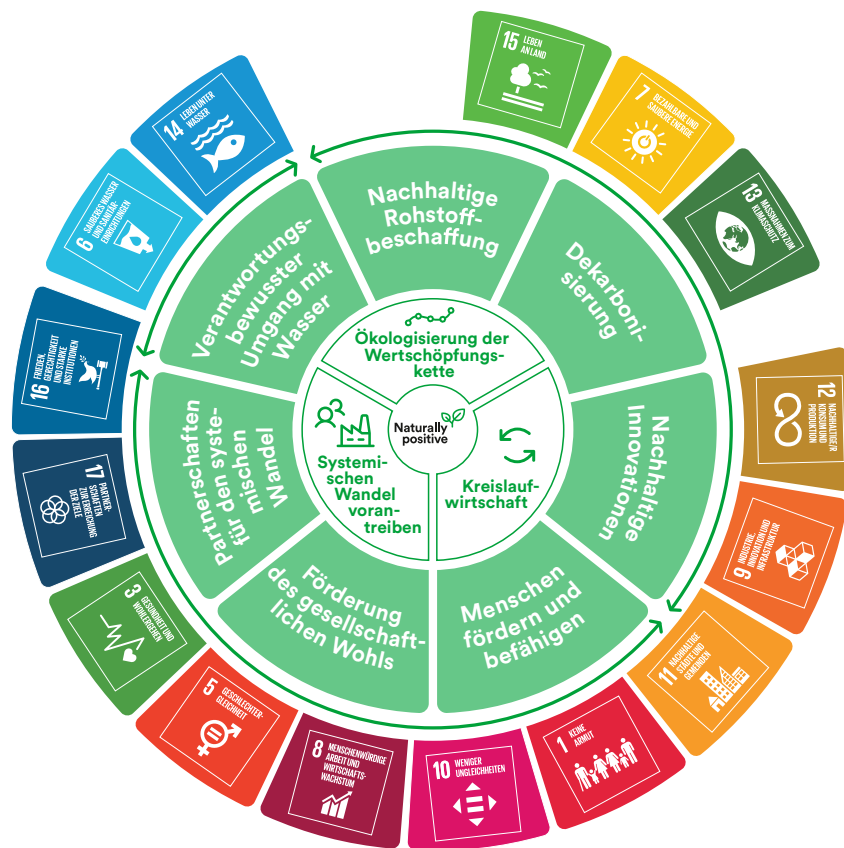 Naturally
positive
Ökologisierung der
Wertschöpfungs-
kette
Kreislauf-
wirtschaft
Systemi-
schen
Wandel
voran-
treiben
Nachhaltige
Rohstoff-
beschaffung
Dekarboni-
sierung
Nachhaltige
Innovationen
Menschen
fördern und
befähigen
Förderung
des gesellschaft-
lichen Wohls
Partnerschaften
für den syste-
mischen
Wandel
Verantwortungs-
bewusster
Umgang mit
Wasser
15 LEBEN
AN LAND
7 BEZAHLBARE UND
SAUBERE ENERGIE
13 MASSNAHMEN ZUM
KLIMASCHUTZ
12 NACHHALTIGE/R
KONSUM UND
PRODUKTION
9 INDUSTRIE,
INNOVATION UND
INFRASTRUKTUR
11 NACHHALTIGE
STÄDTE UND
GEMEINDEN
1 KEINE
ARMUT
10 WENIGER
UNGLEICHHEITEN
8 MENSCHENWÜRDIGE
ARBEIT UND
WIRTSCHAFTS-
WACHSTUM
5 GESCHLECHTER-
GLEICHHEIT
3 GESUNDHEIT UND
WOHLERGEHEN
17 PARTNER-
SCHAFTEN
ZUR ERREICHUNG
DER ZIELE
16 FRIEDEN,
GERECHTIGKEIT
UND STARKE
INSTITUTIONEN
6 SAUBERES WASSER
UND SANITÄR-
EINRICHTUNGEN
14 LEBEN UNTER
WASSER